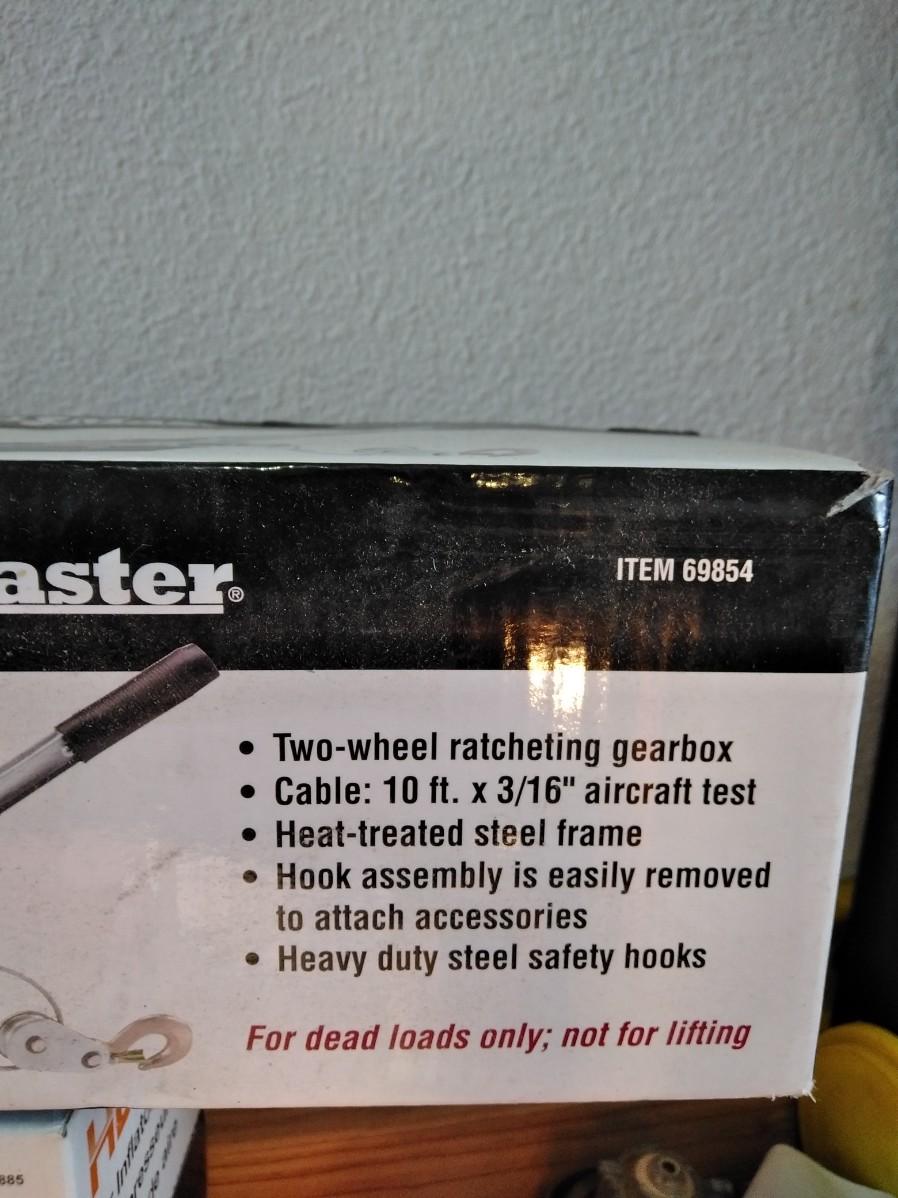 aster®
ITEM 69854
• Two-wheel ratcheting gearbox
• Cable: 10 ft. x 3/16" aircraft test
• Heat-treated steel frame
• Hook assembly is easily removed
to attach accessories
• Heavy duty steel safety hooks
For dead loads only; not for lifting
885